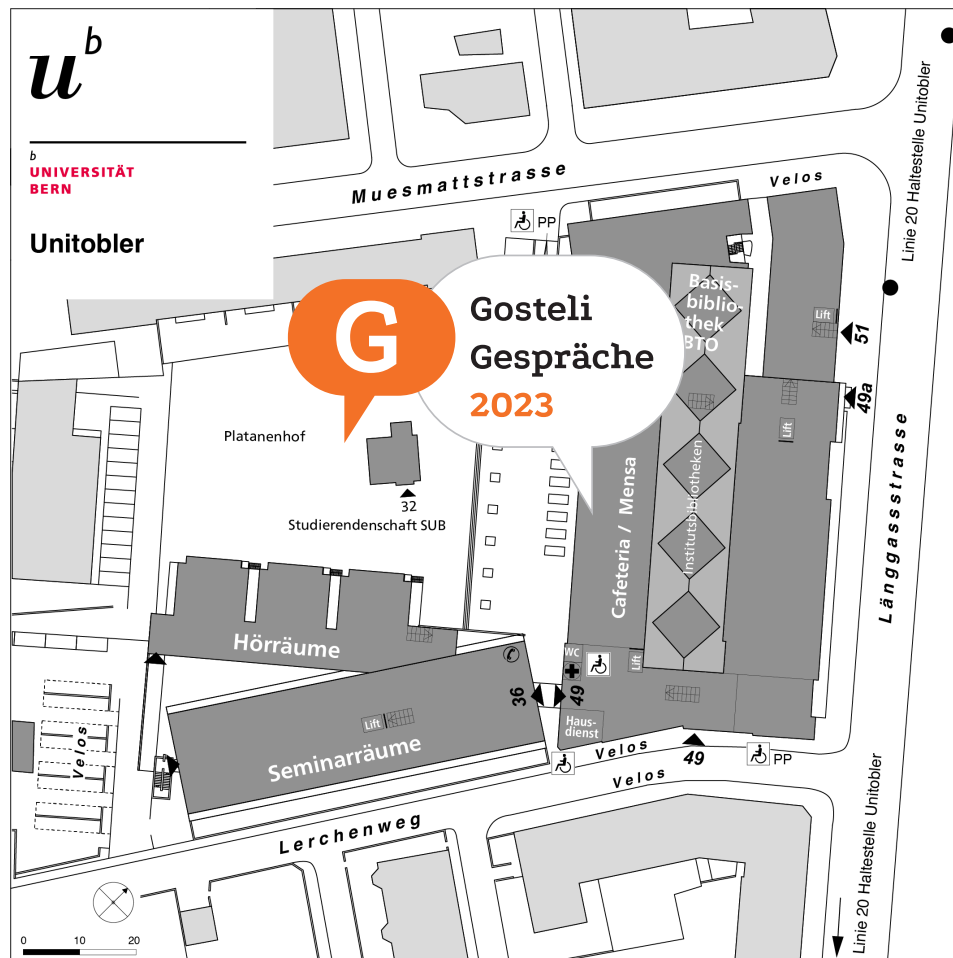 u b
b
UNIVERSITÄT
BERN
Unitobler
Muesmattstrasse
Velos
Linie 20 Haltestelle Unitobler
PP
G
Gosteli
Gespräche
2023
Basis-
biblio-
thek
BTO
Lift
51
49a
Lift
Länggassstrasse
Platanenhof
32
Studierendenschaft SUB
Cafeteria / Mensa
Institutsbibliotheken
Hörräume
WC
Lift
36
49
Haus-
dienst
Lift
Seminarräume
Velos
Velos
49
PP
Velos
Lerchenweg
Linie 20 Haltestelle Unitobler
0 10 20